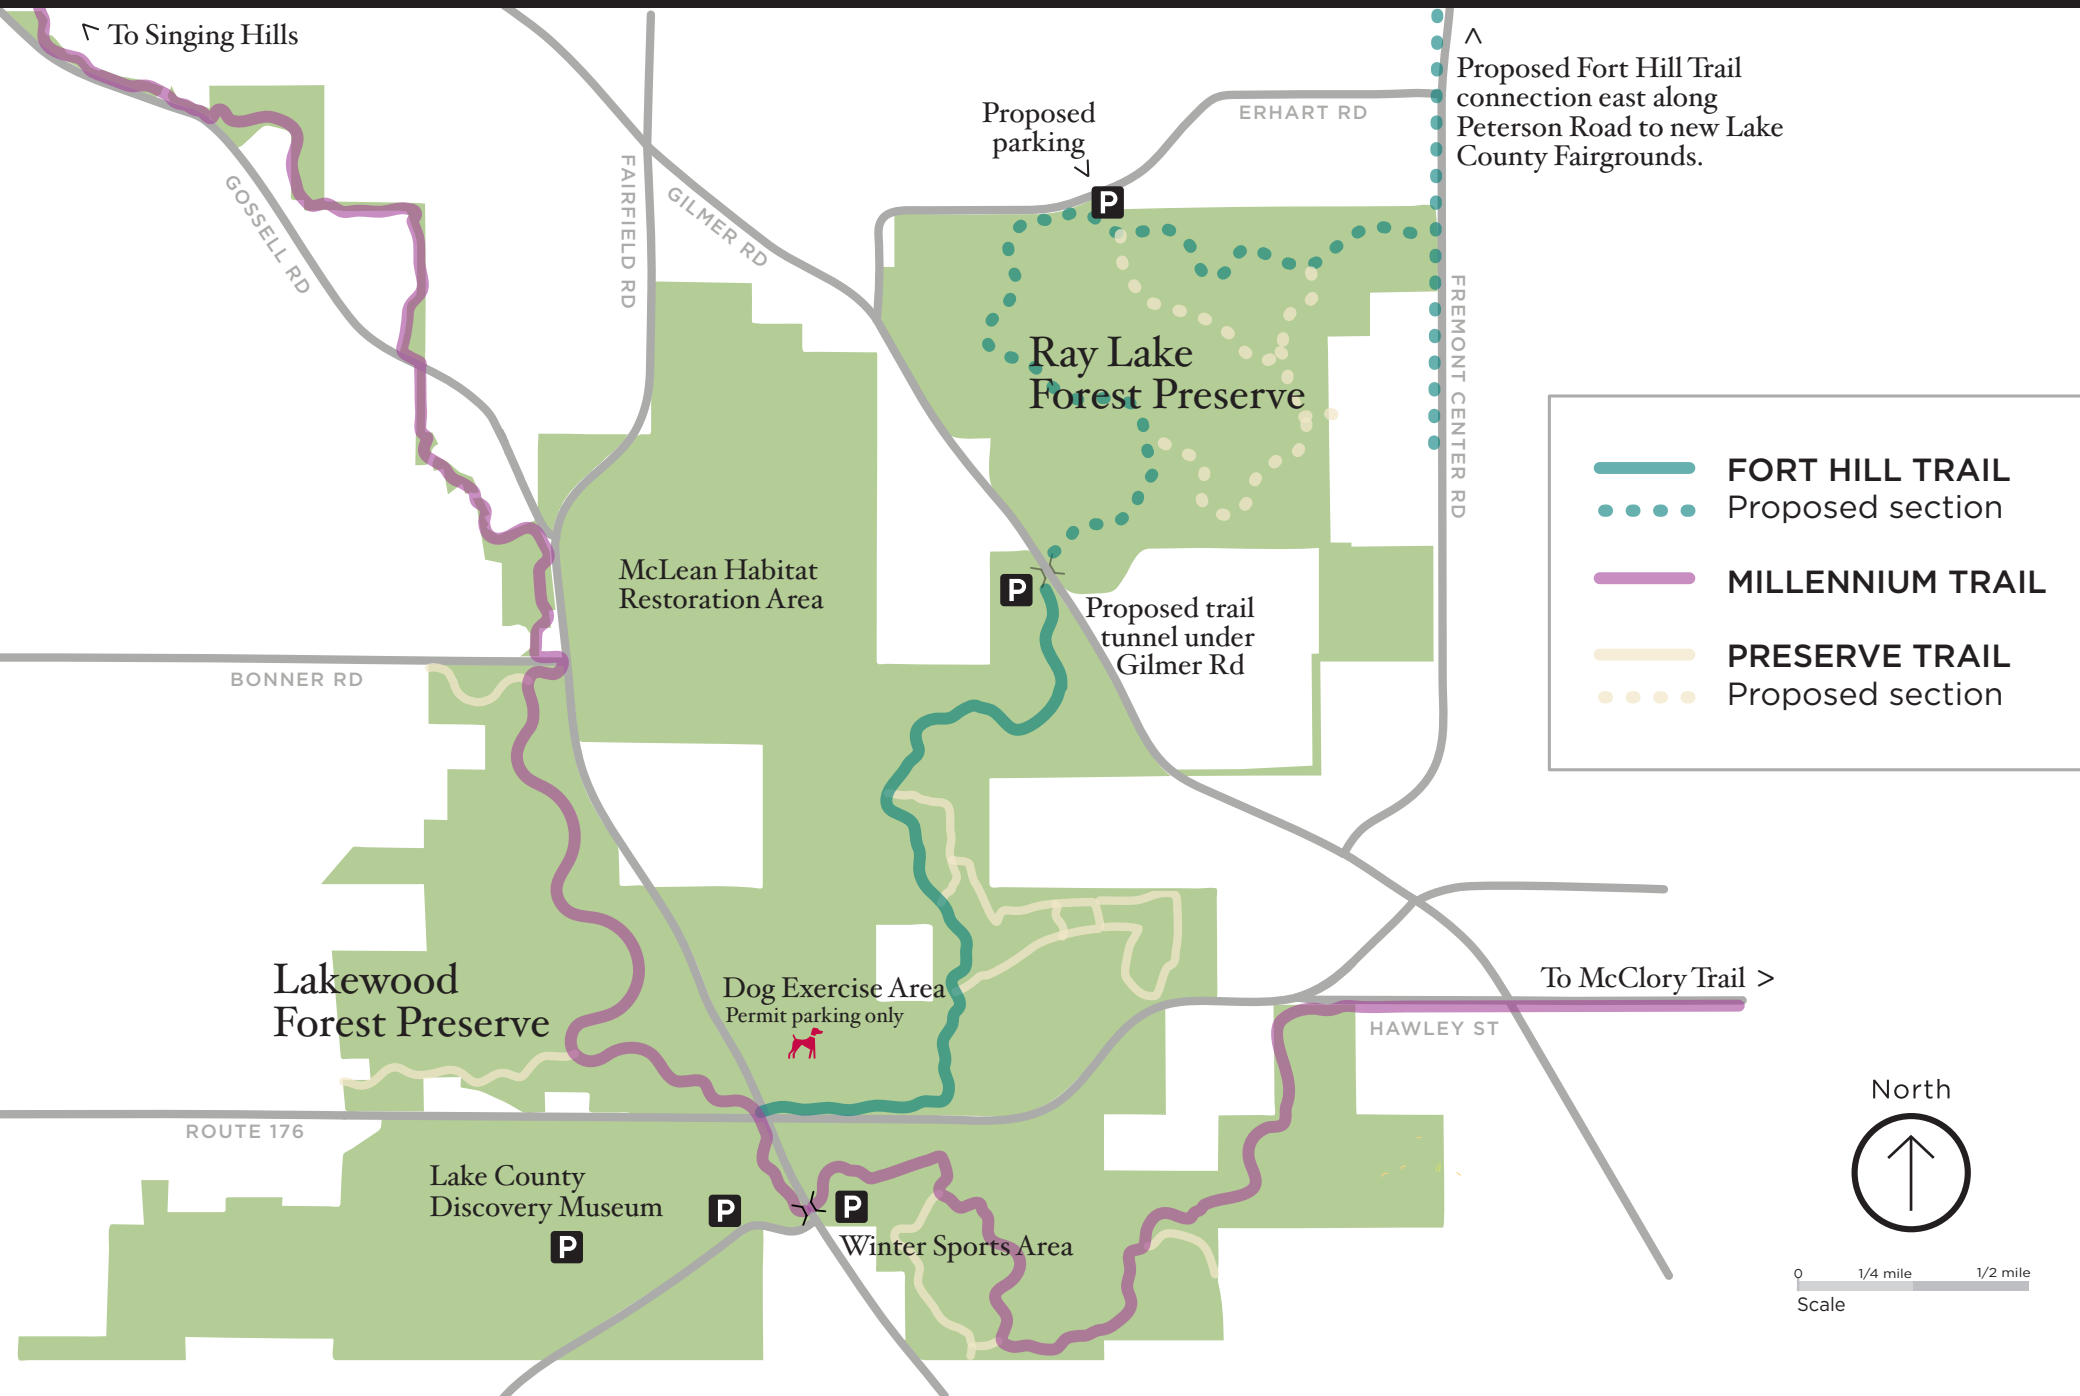 < To Singing Hills
Proposed
parking
>
P
ERHART RD
^
Proposed Fort Hill Trail
connection east along
Peterson Road to new Lake
County Fairgrounds.
GOSSELL RD
FAIRFIELD RD
GILMER RD
FREMONT CENTER RD
Ray Lake
Forest Preserve
McLean Habitat
Restoration Area
P
Proposed trail
tunnel under
Gilmer Rd
BONNER RD
FORT HILL TRAIL
Proposed section
MILLENNIUM TRAIL
PRESERVE TRAIL
Proposed section
Lakewood
Forest Preserve
Dog Exercise Area
Permit parking only
To McClory Trail >
HAWLEY ST
ROUTE 176
Lake County
Discovery Museum
P
P
P
Winter Sports Area
North
0 1/4 mile 1/2 mile
Scale